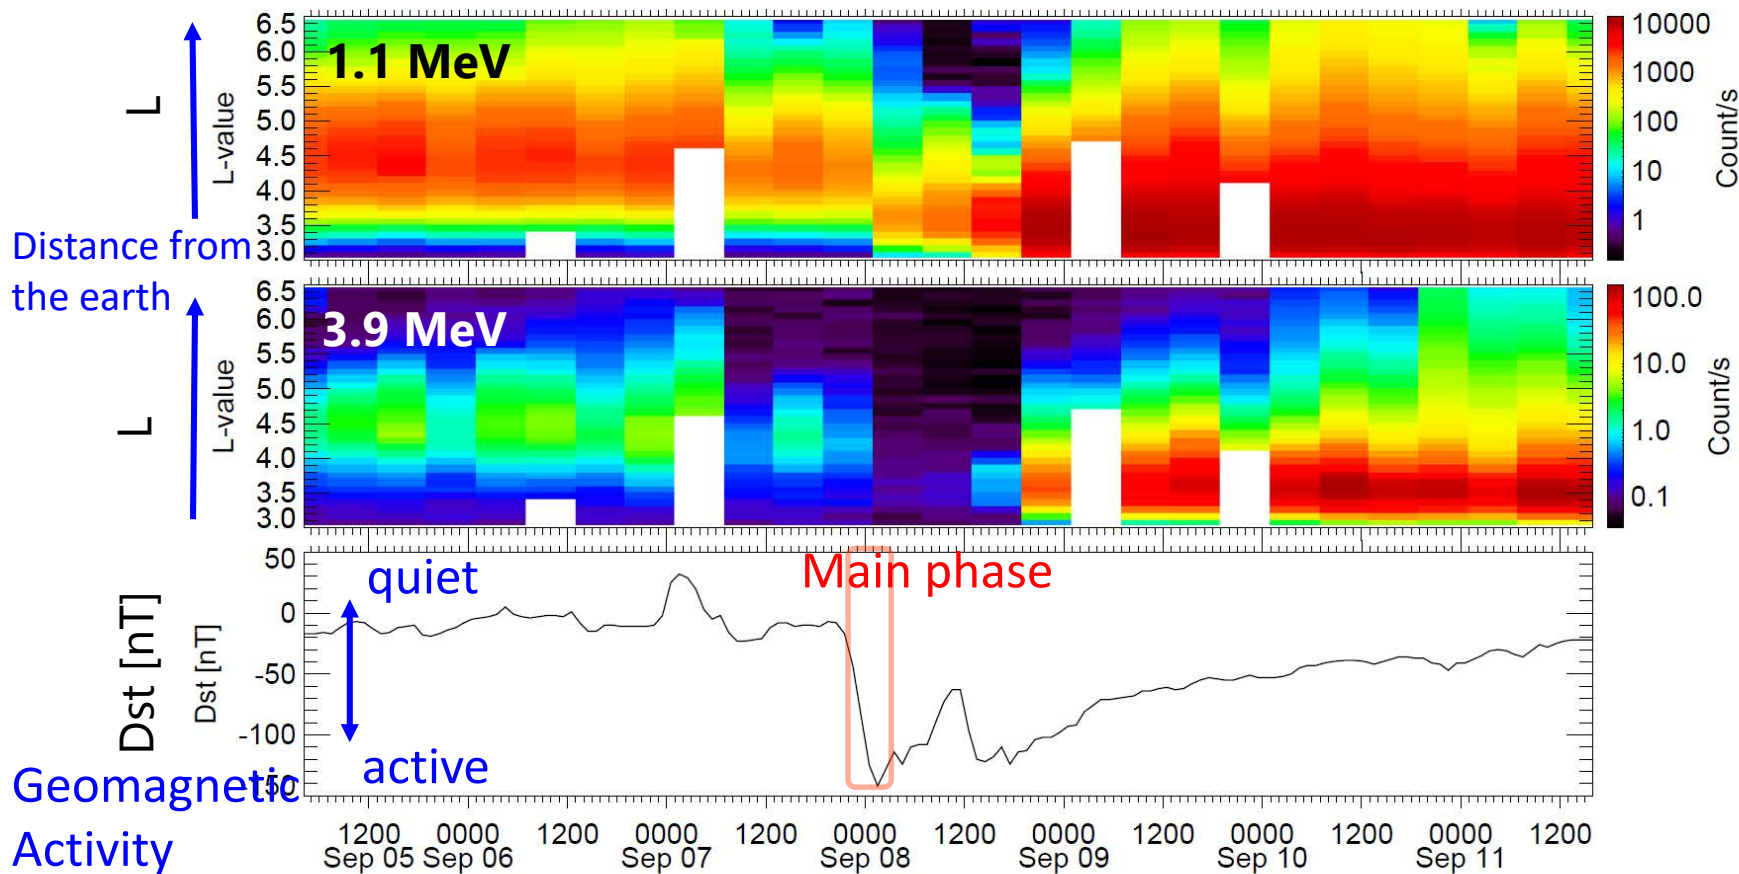 6.5
6.0
5.5
5.0
4.5
4.0
3.5
3.0
L
L-value
1.1 MeV
10000
1000
100
10
1
Count/s
Distance from
the earth
6.5
6.0
5.5
5.0
4.5
4.0
3.5
3.0
L
L-value
3.9 MeV
100.0
10.0
1.0
0.1
Count/s
50
0
-50
-100
-150
Dst [nT]
Dst [nT]
quiet
active
Main phase
Geomagnetic
Activity
1200 0000 1200 0000 1200 0000 1200 0000 1200 0000 1200 0000 1200
Sep 05 Sep 06 Sep 07 Sep 08 Sep 09 Sep 10 Sep 11